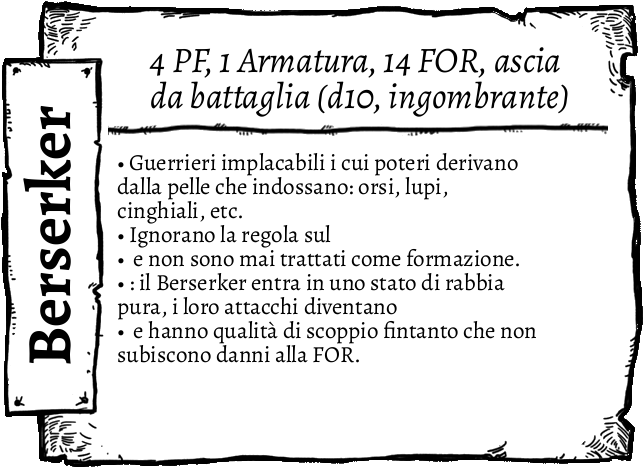 Berserker
4 PF, 1 Armatura, 14 FOR, ascia
da battaglia (d10, ingombrante)
• Guerrieri implacabili i cui poteri derivano
dalla pelle che indossano: orsi, lupi,
cinghiali, etc.
• Ignorano la regola sul
• e non sono mai trattati come formazione.
• : il Berserker entra in uno stato di rabbia
pura, i loro attacchi diventano
• e hanno qualità di scoppio fintanto che non
subiscono danni alla FOR.